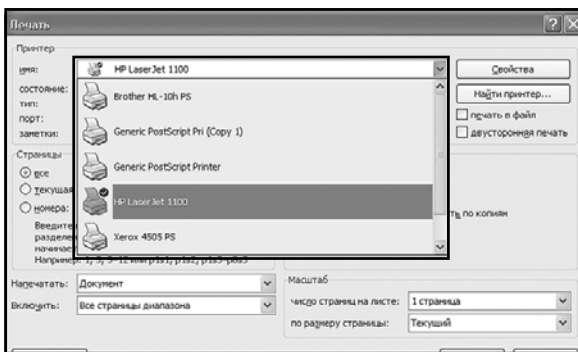 Печать
Принтер
имя: HP LaserJet 1100 Свойства
состояние: Brother HL-10h PS Найти принтер...
тип:
порт: Generic PostScript Pri (Copy 1) печать в файл
заметки: двусторонняя печать
Страницы
все Generic PostScript Printer
текущая
номера: HP LaserJet 1100 по копиям
Введите
Xerox 4505 PS
Например: 1, 3, 5-12 или p1s1, p1s2, p1s3-p8s3
Напечатать: Документ Масштаб
число страниц на листе: 1 страница
Включить: Все страницы диапазона
по размеру страницы: Текущий